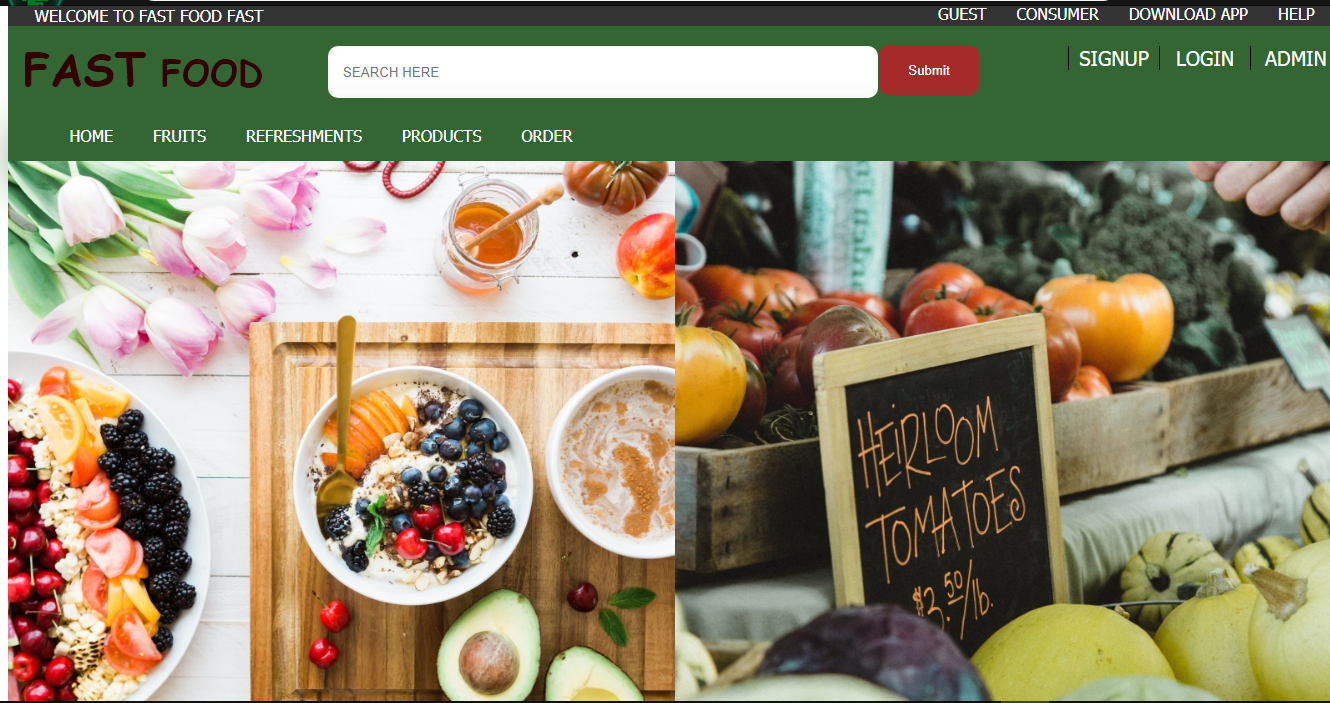 WELCOME TO FAST FOOD FAST
GUEST CONSUMER DOWNLOAD APP HELP
FAST FOOD
SEARCH HERE
Submit
SIGNUP LOGIN ADMIN
HOME FRUITS REFRESHMENTS PRODUCTS ORDER
HEIRLOOM
TOMATOES
$2.50/lb.